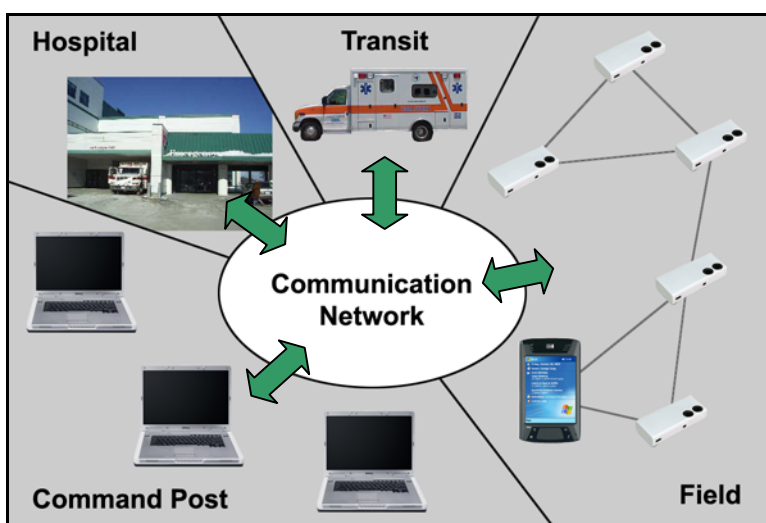 Hospital
Transit
Communication
Network
Command Post
Field